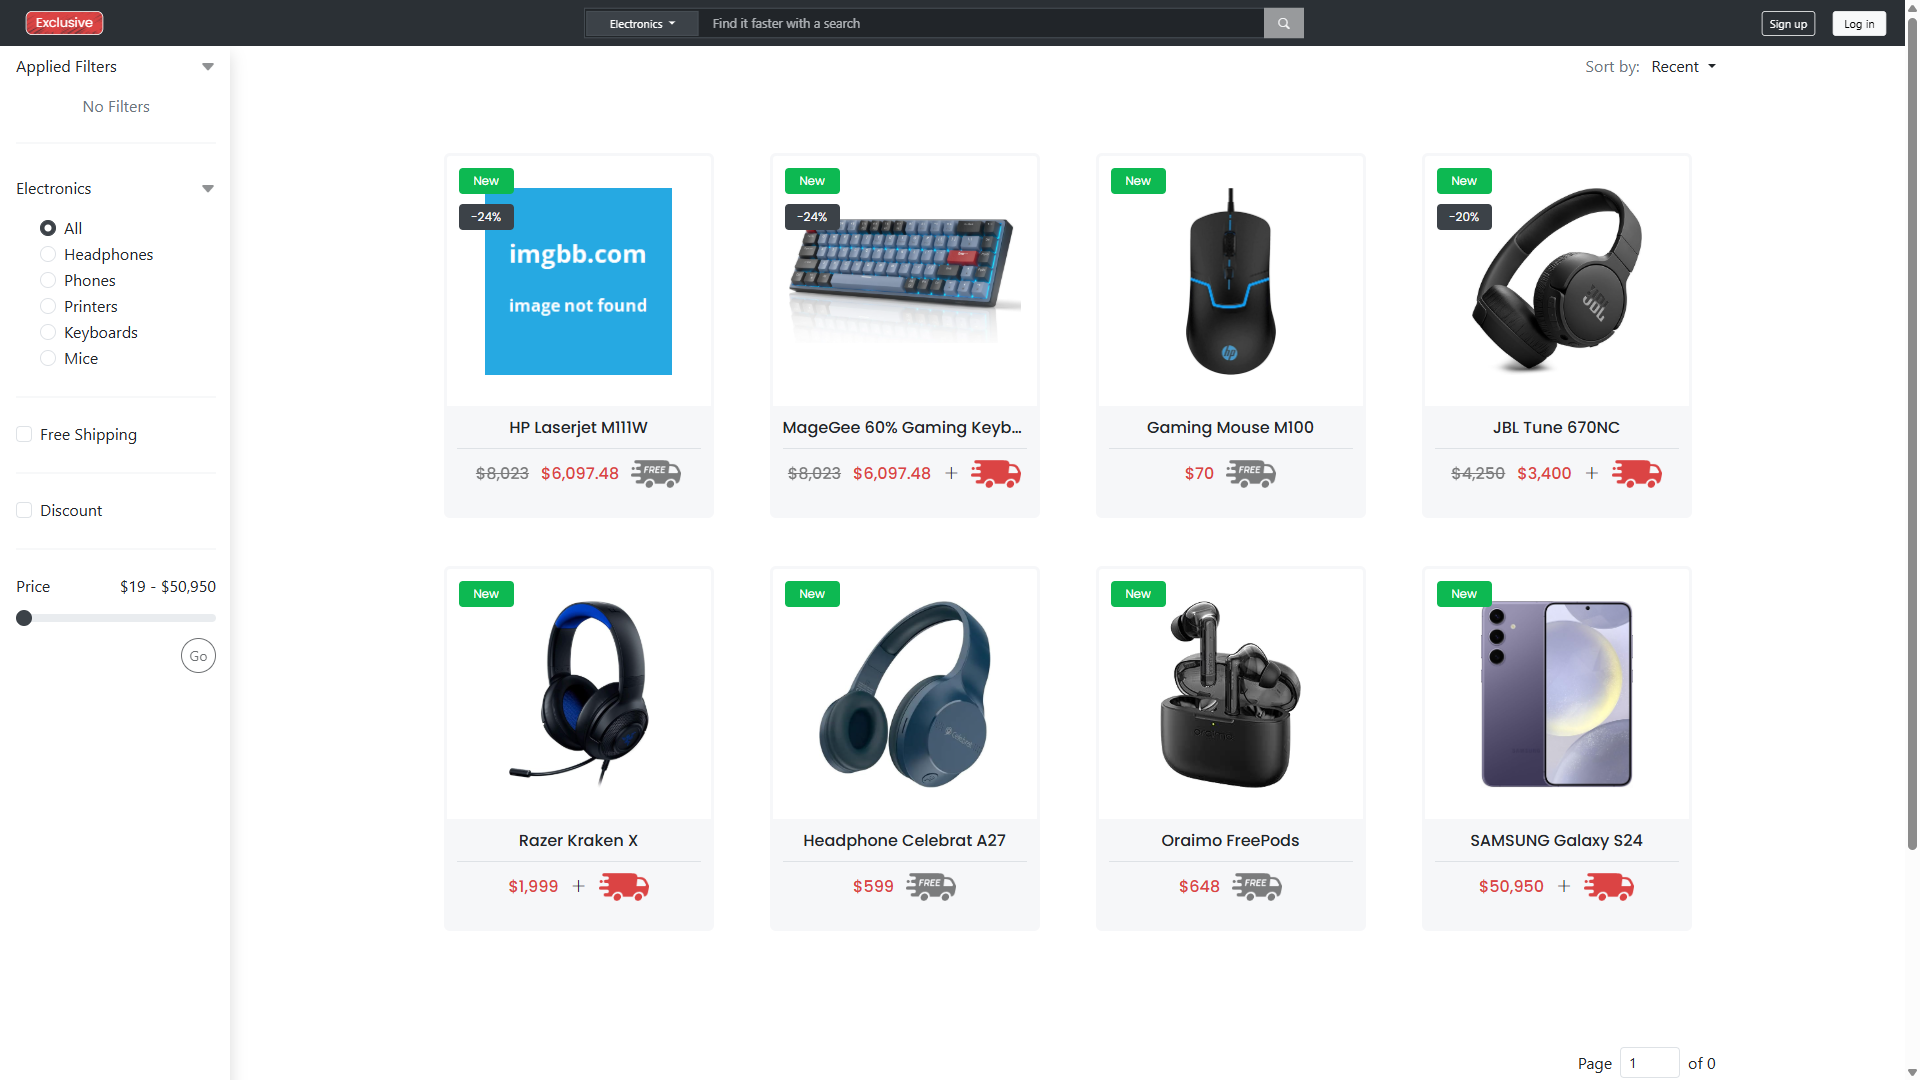 Exclusive
Electronics
Find it faster with a search
Sign up
Log in
Applied Filters
No Filters
Electronics
All
Headphones
Phones
Printers
Keyboards
Mice
Free Shipping
Discount
Price
$19 - $50,950
Go
Sort by: Recent
New
-24%
imgbb.com
image not found
HP Laserjet M111W
$8,023 $6,097.48 FREE
New
-24%
MageGee 60% Gaming Keyb...
$8,023 $6,097.48 +
New
hp
Gaming Mouse M100
$70 FREE
New
-20%
JBL
JBL Tune 670NC
$4,250 $3,400 +
New
Razer Kraken X
$1,999 +
New
Celebrat
Headphone Celebrat A27
$599 FREE
New
oraimo
Oraimo FreePods
$648 FREE
New
SAMSUNG Galaxy S24
$50,950 +
Page 1 of 0